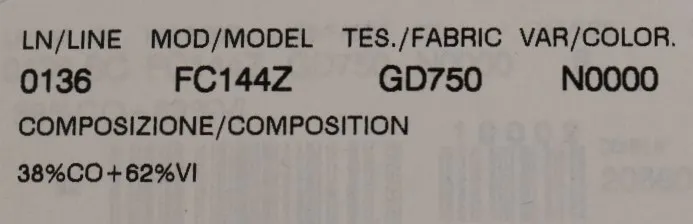 LN/LINE MOD/MODEL TES./FABRIC VAR/COLOR.
0136 FC144Z GD750 N0000
COMPOSIZIONE/COMPOSITION
38%CO+62%VI